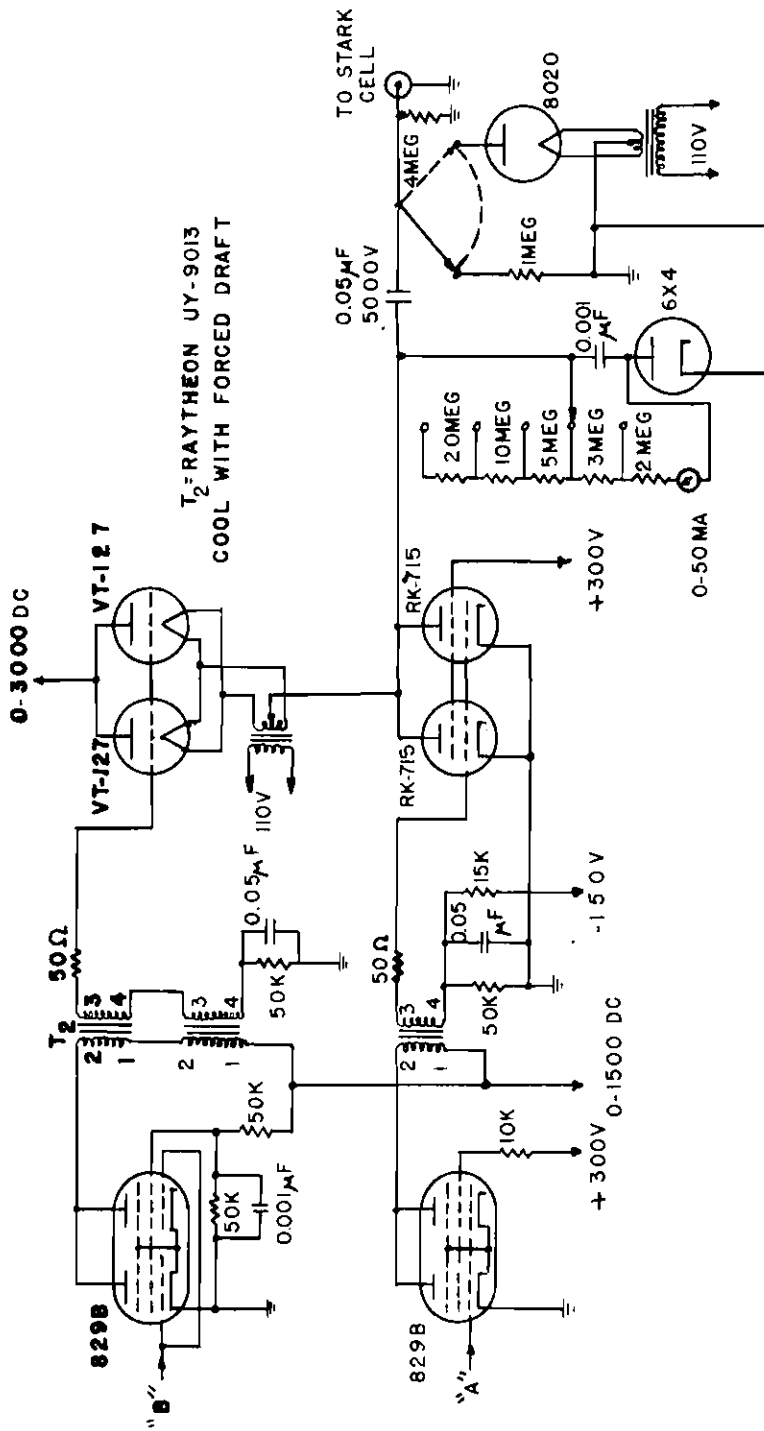 0-3000 DC
VT-127
VT-127
T2=RAYTHEON UY-9013
COOL WITH FORCED DRAFT
50Ω
T2
2
3
1
4
2
3
1
4
110V
0.05μF
50K
829B
"B"
50K
50K
0.001μF
0.05μF
5000V
TO STARK
CELL
4MEG
8020
110V
1MEG
0.001
μF
6X4
20MEG
10MEG
5MEG
3MEG
2MEG
0-50MA
RK-715
RK-715
+300V
50Ω
2
3
1
4
0.05
μF
15K
50K
-150V
0-1500 DC
829B
"A"
10K
+300V